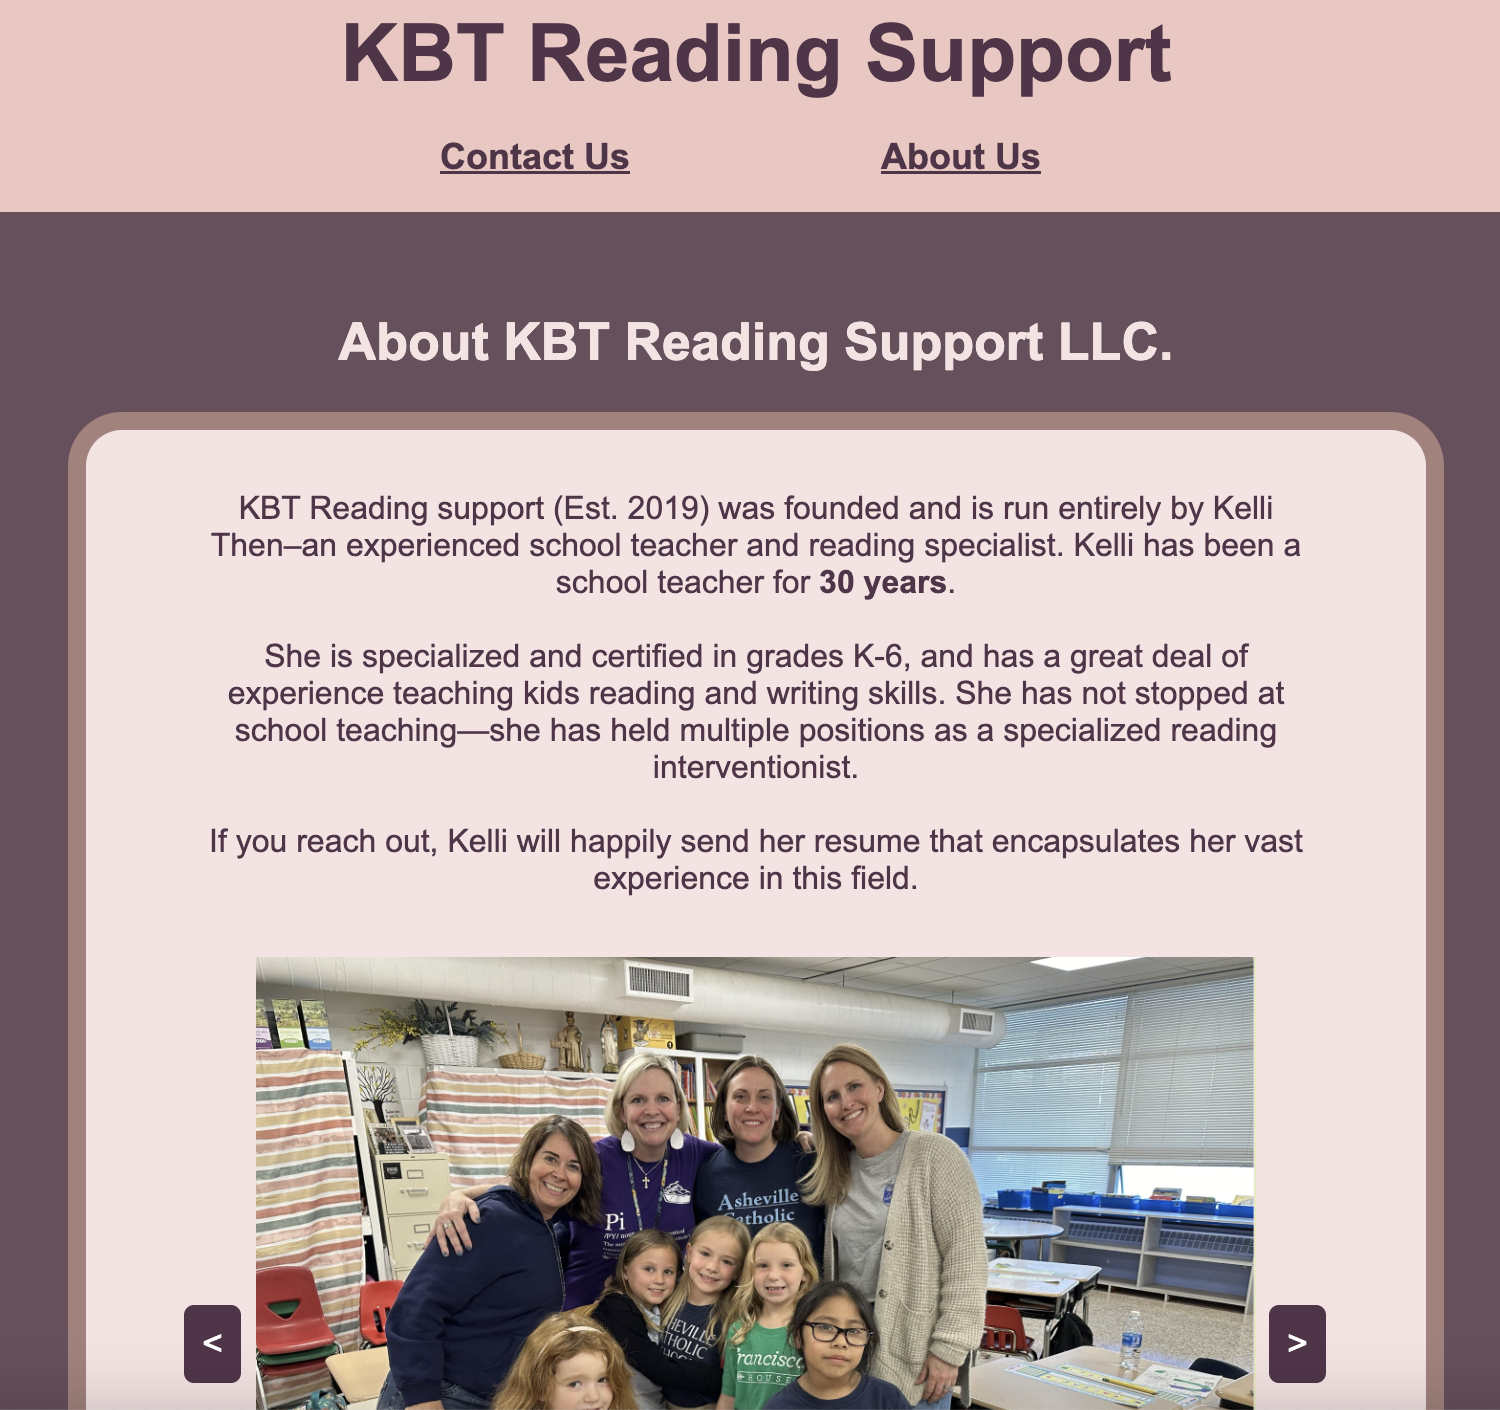 KBT Reading Support
Contact Us
About Us
About KBT Reading Support LLC.
KBT Reading support (Est. 2019) was founded and is run entirely by Kelli
Then–an experienced school teacher and reading specialist. Kelli has been a
school teacher for 30 years.
She is specialized and certified in grades K-6, and has a great deal of
experience teaching kids reading and writing skills. She has not stopped at
school teaching—she has held multiple positions as a specialized reading
interventionist.
If you reach out, Kelli will happily send her resume that encapsulates her vast
experience in this field.
Asheville
Catholic
Pi
HOUSE
<
>